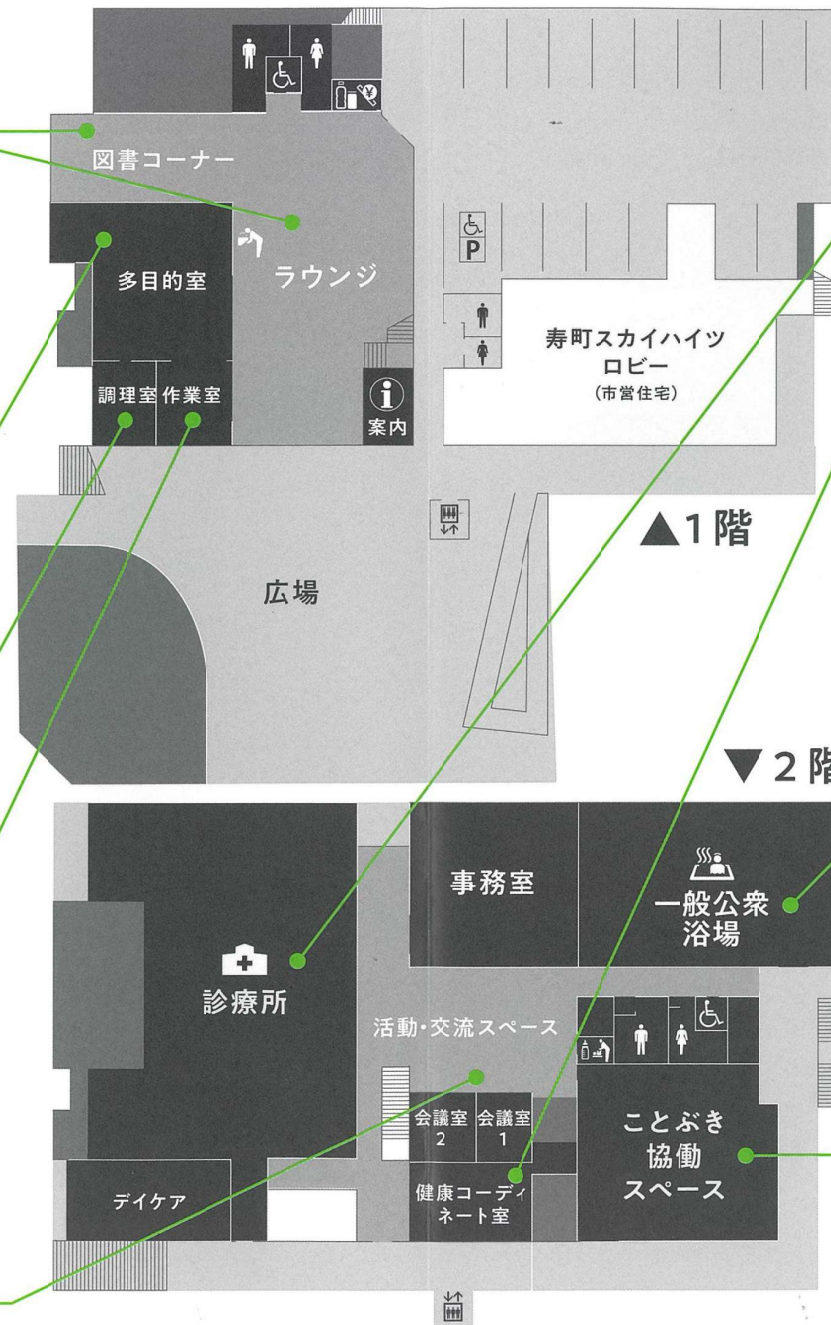 ¥
図書コーナー
P
多目的室
ラウンジ
寿町スカイハイツ
ロビー
(市営住宅)
調理室
作業室
i
案内
▲1階
広場
▼2階
事務室
一般公衆
浴場
診療所
活動・交流スペース
会議室
2
会議室
1
ことぶき
協働
スペース
デイケア
健康コーディ
ネート室